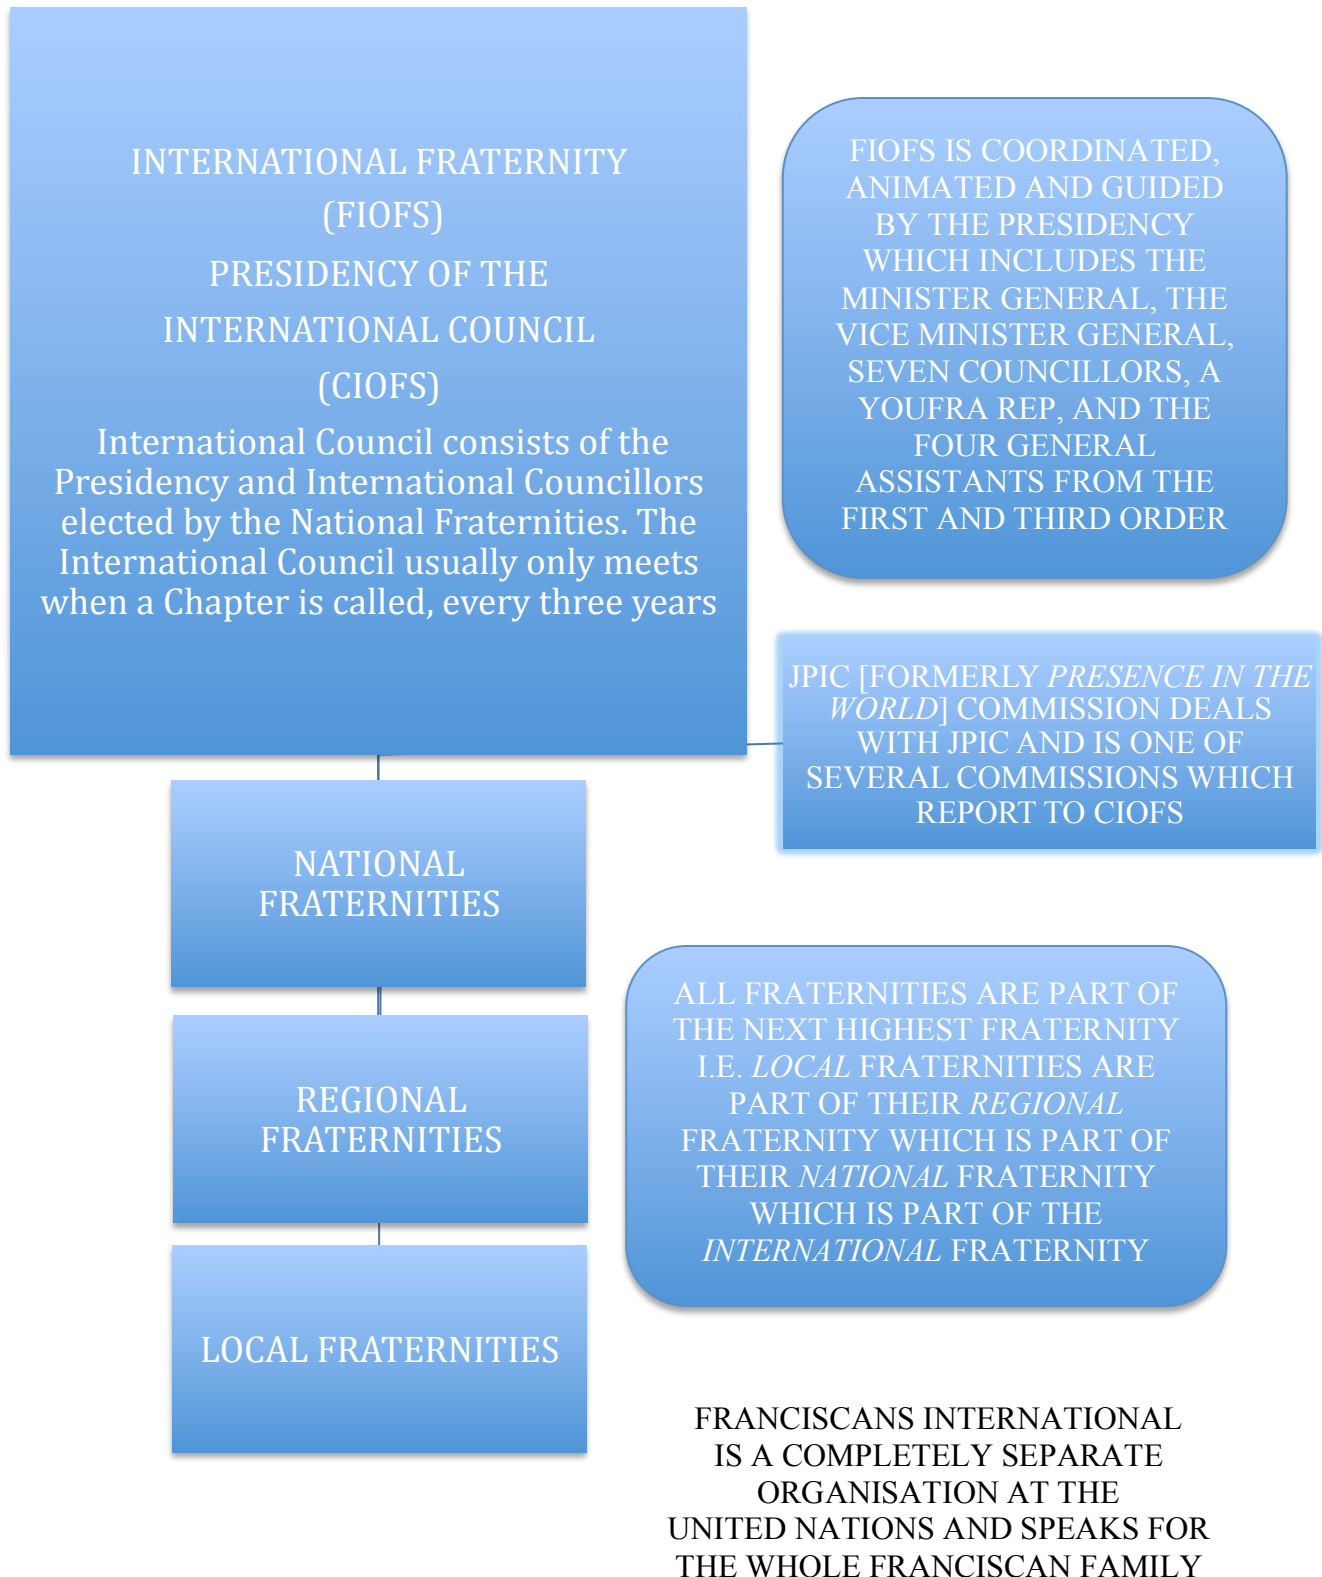 INTERNATIONAL FRATERNITY
(FIOFS)
PRESIDENCY OF THE
INTERNATIONAL COUNCIL
(CIOFS)
International Council consists of the
Presidency and International Councillors
elected by the National Fraternities. The
International Council usually only meets
when a Chapter is called, every three years
FIOFS IS COORDINATED,
ANIMATED AND GUIDED
BY THE PRESIDENCY
WHICH INCLUDES THE
MINISTER GENERAL, THE
VICE MINISTER GENERAL,
SEVEN COUNCILLORS, A
YOUFRA REP, AND THE
FOUR GENERAL
ASSISTANTS FROM THE
FIRST AND THIRD ORDER
JPIC [FORMERLY PRESENCE IN THE
WORLD] COMMISSION DEALS
WITH JPIC AND IS ONE OF
SEVERAL COMMISSIONS WHICH
REPORT TO CIOFS
NATIONAL
FRATERNITIES
REGIONAL
FRATERNITIES
ALL FRATERNITIES ARE PART OF
THE NEXT HIGHEST FRATERNITY
I.E. LOCAL FRATERNITIES ARE
PART OF THEIR REGIONAL
FRATERNITY WHICH IS PART OF
THEIR NATIONAL FRATERNITY
WHICH IS PART OF THE
INTERNATIONAL FRATERNITY
LOCAL FRATERNITIES
FRANCISCANS INTERNATIONAL
IS A COMPLETELY SEPARATE
ORGANISATION AT THE
UNITED NATIONS AND SPEAKS FOR
THE WHOLE FRANCISCAN FAMILY